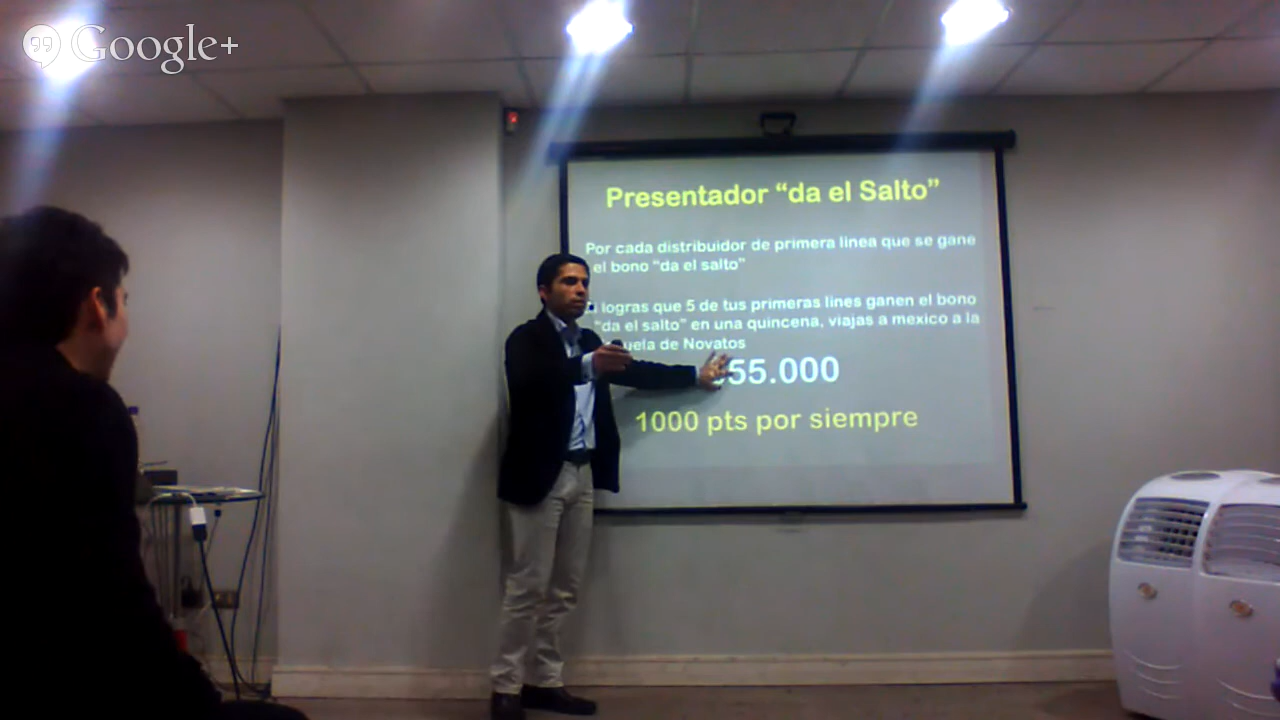 Google+
Presentador “da el Salto”
Por cada distribuidor de primera linea que se gane
el bono “da el salto”
logras que 5 de tus primeras lines ganen el bono
“da el salto” en una quincena, viajas a mexico a la
de Novatos
55.000
1000 pts por siempre